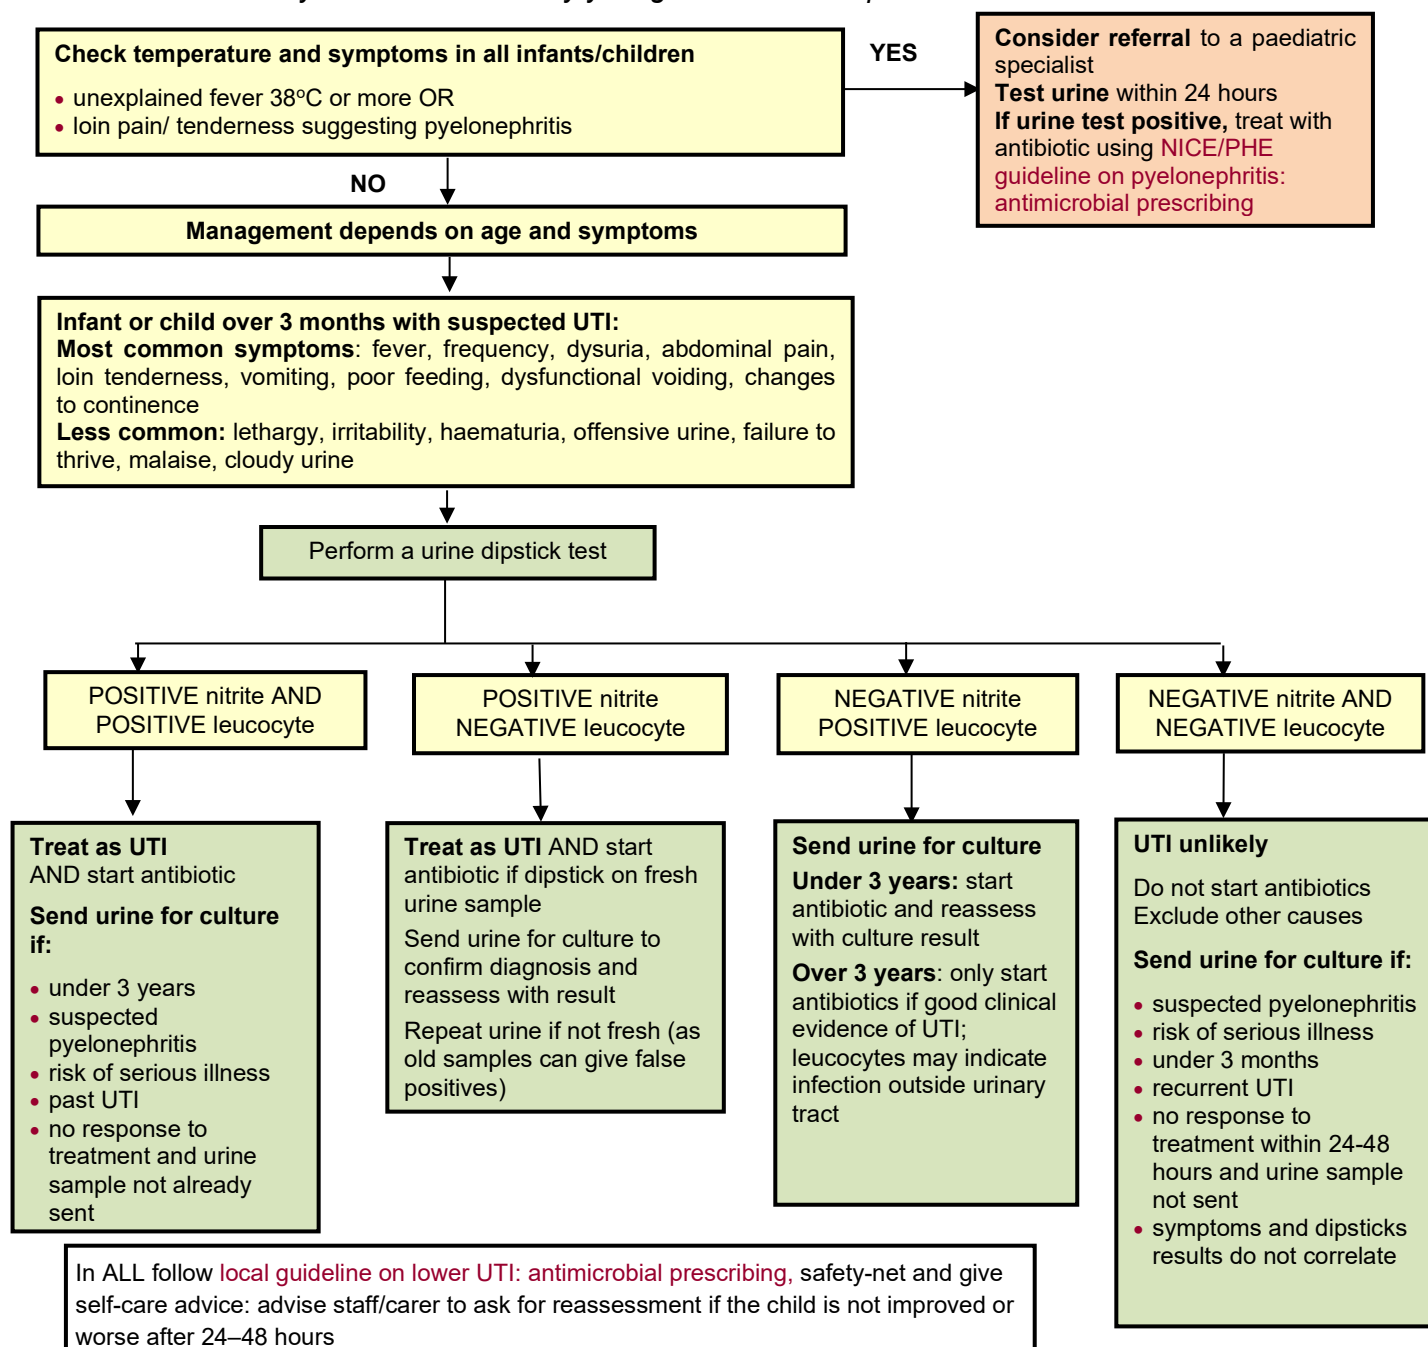 Check temperature and symptoms in all infants/children
• unexplained fever 38ºC or more OR
• loin pain/ tenderness suggesting pyelonephritis
YES
Consider referral to a paediatric
specialist
Test urine within 24 hours
If urine test positive, treat with
antibiotic using NICE/PHE
guideline on pyelonephritis:
antimicrobial prescribing
NO
Management depends on age and symptoms
Infant or child over 3 months with suspected UTI:
Most common symptoms: fever, frequency, dysuria, abdominal pain,
loin tenderness, vomiting, poor feeding, dysfunctional voiding, changes
to continence
Less common: lethargy, irritability, haematuria, offensive urine, failure to
thrive, malaise, cloudy urine
Perform a urine dipstick test
POSITIVE nitrite AND
POSITIVE leucocyte
POSITIVE nitrite
NEGATIVE leucocyte
NEGATIVE nitrite
POSITIVE leucocyte
NEGATIVE nitrite AND
NEGATIVE leucocyte
Treat as UTI
AND start antibiotic
Send urine for culture
if:
• under 3 years
• suspected
pyelonephritis
• risk of serious illness
• past UTI
• no response to
treatment and urine
sample not already
sent
Treat as UTI AND start
antibiotic if dipstick on fresh
urine sample
Send urine for culture to
confirm diagnosis and
reassess with result
Repeat urine if not fresh (as
old samples can give false
positives)
Send urine for culture
Under 3 years: start
antibiotic and reassess
with culture result
Over 3 years: only start
antibiotics if good clinical
evidence of UTI;
leucocytes may indicate
infection outside urinary
tract
UTI unlikely
Do not start antibiotics
Exclude other causes
Send urine for culture if:
• suspected pyelonephritis
• risk of serious illness
• under 3 months
• recurrent UTI
• no response to
treatment within 24-48
hours and urine sample
not sent
• symptoms and dipsticks
results do not correlate
In ALL follow local guideline on lower UTI: antimicrobial prescribing, safety-net and give
self-care advice: advise staff/carer to ask for reassessment if the child is not improved or
worse after 24–48 hours